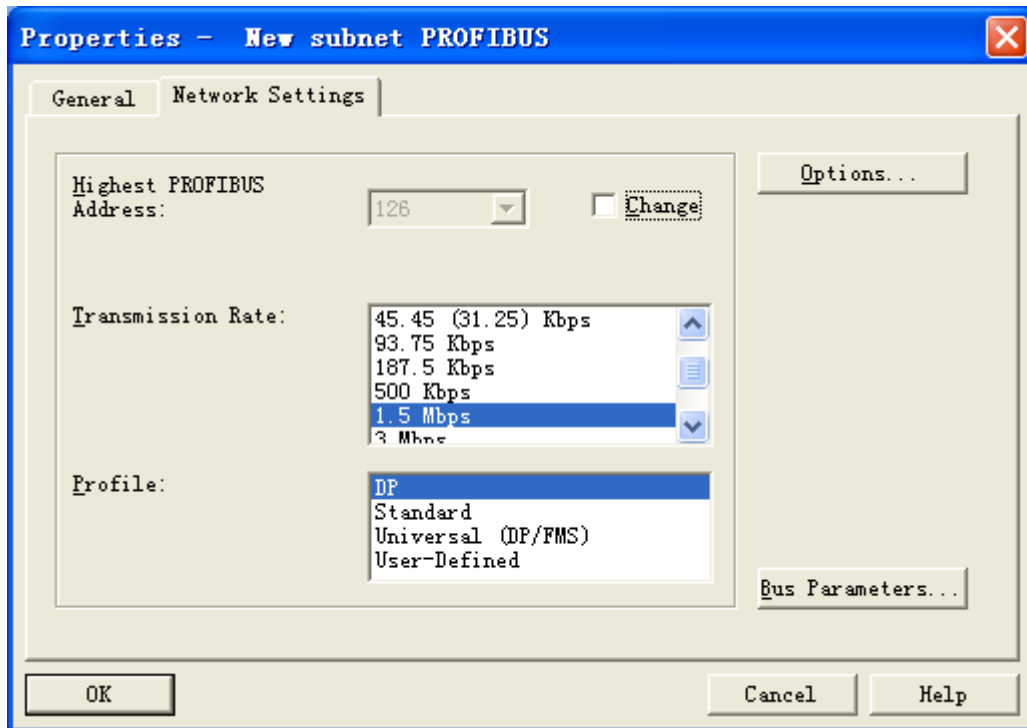 Properties - New subnet PROFIBUS
General
Network Settings
Highest PROFIBUS
Address:
126
Change
Options...
Transmission Rate:
45.45 (31.25) Kbps
93.75 Kbps
187.5 Kbps
500 Kbps
1.5 Mbps
3 Mbps
Profile:
DP
Standard
Universal (DP/FMS)
User-Defined
Bus Parameters...
OK
Cancel
Help